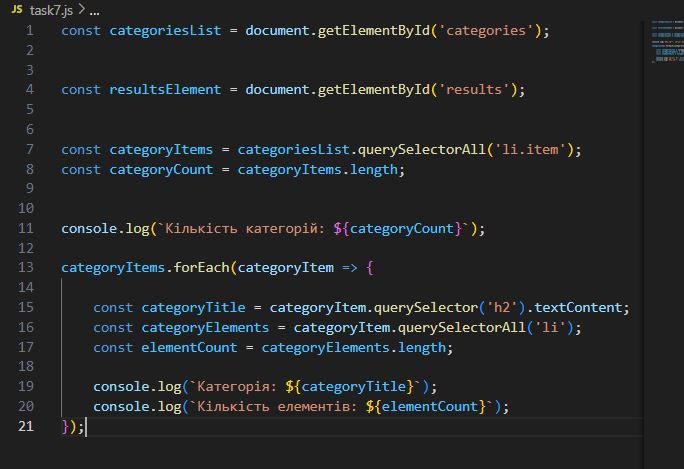 JS task7.js > ...
1 const categoriesList = document.getElementById('categories');
2
3
4 const resultsElement = document.getElementById('results');
5
6
7 const categoryItems = categoriesList.querySelectorAll('li.item');
8 const categoryCount = categoryItems.length;
9
10
11 console.log(`Кількість категорій: ${categoryCount}`);
12
13 categoryItems.forEach(categoryItem => {
14
15     const categoryTitle = categoryItem.querySelector('h2').textContent;
16     const categoryElements = categoryItem.querySelectorAll('li');
17     const elementCount = categoryElements.length;
18
19     console.log(`Категорія: ${categoryTitle}`);
20     console.log(`Кількість елементів: ${elementCount}`);
21 });